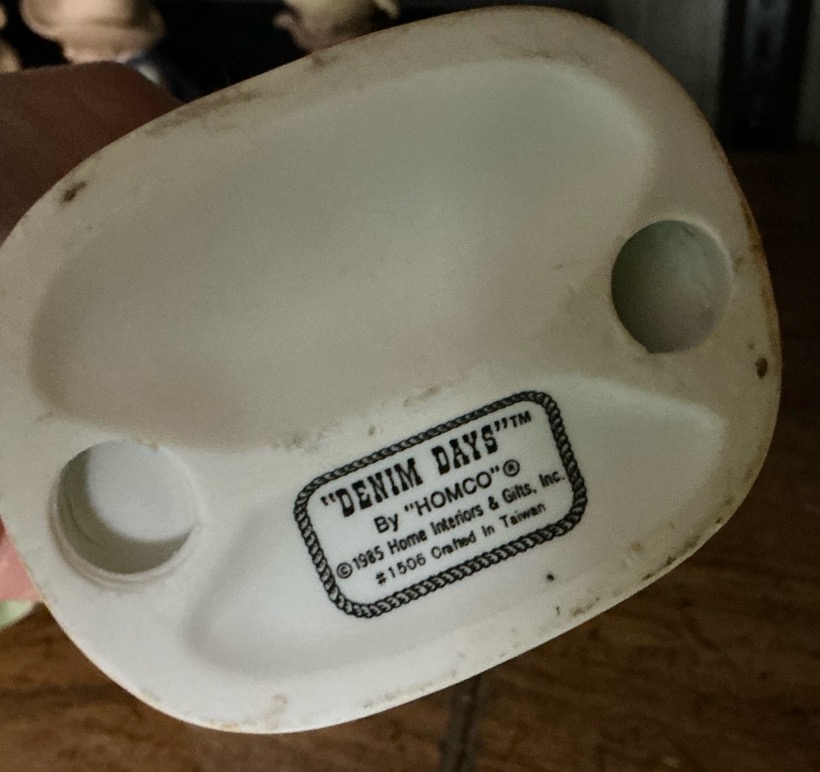 "DENIM DAYS"™
By "HOMCO"®
©1985 Home Interiors & Gifts, Inc.
#1506 Crafted In Taiwan